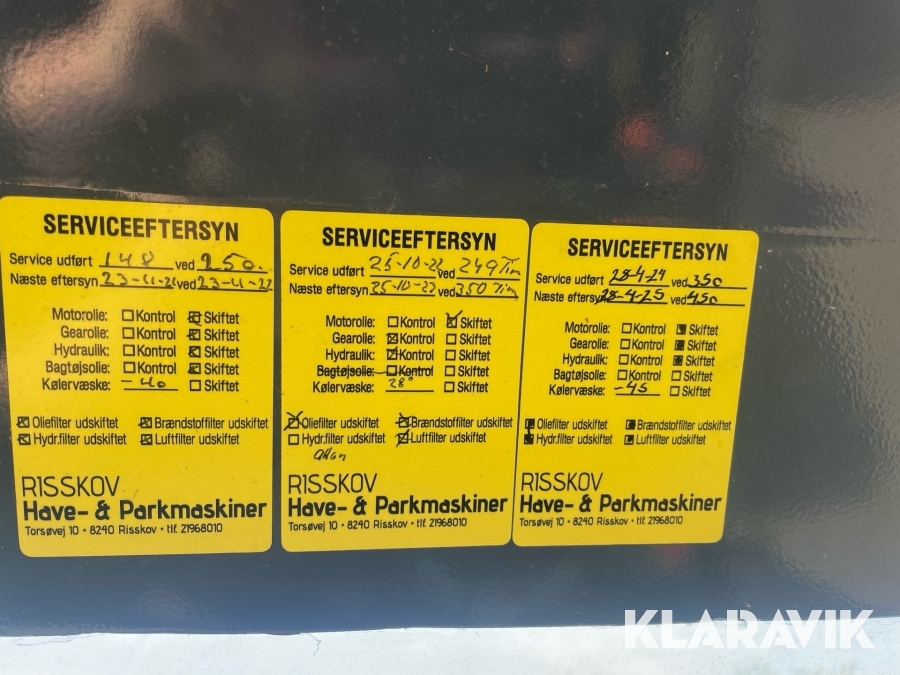 SERVICEEFTERSYN
Service udført 148 ved 250.
Næste eftersyn 23-11- ved 23-11-22
Motorolie: Kontrol Skiftet
Gearolie: Kontrol Skiftet
Hydraulik: Kontrol Skiftet
Bagtøjsolie: Kontrol Skiftet
Kølervæske: -40 Skiftet
Oliefilter udskiftet Brændstoffilter udskiftet
Hydr.filter udskiftet Luftfilter udskiftet
RISSKOV
Have- & Parkmaskiner
Torsøvej 10 • 8240 Risskov • tlf. 21968010
SERVICEEFTERSYN
Service udført 25-10-22 ved 249 Tim
Næste eftersyn 25-10-23 ved 350 Tim
Motorolie: Kontrol Skiftet
Gearolie: Kontrol Skiftet
Hydraulik: Kontrol Skiftet
Bagtøjsolie: Kontrol Skiftet
Kølervæske: 28° Skiftet
Oliefilter udskiftet Brændstoffilter udskiftet
Hydr.filter udskiftet Luftfilter udskiftet
RISSKOV
Have- & Parkmaskiner
Torsøvej 10 • 8240 Risskov • tlf. 21968010
SERVICEEFTERSYN
Service udført 28-4-24 ved 350
Næste eftersyn 28-4-25 ved 450
Motorolie: Kontrol Skiftet
Gearolie: Kontrol Skiftet
Hydraulik: Kontrol Skiftet
Bagtøjsolie: Kontrol Skiftet
Kølervæske: -45 Skiftet
Oliefilter udskiftet Brændstoffilter udskiftet
Hydr.filter udskiftet Luftfilter udskiftet
RISSKOV
Have- & Parkmaskiner
Torsøvej 10 • 8240 Risskov • tlf. 21968010
KLARAVIK